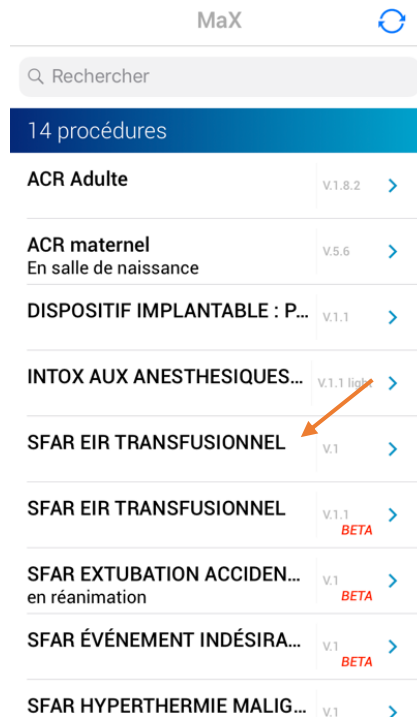 MaX
Rechercher
14 procédures
ACR Adulte V.1.8.2
ACR maternel V.5.6
En salle de naissance
DISPOSITIF IMPLANTABLE : P... V.1.1
INTOX AUX ANESTHESIQUES... V.1.1 light
SFAR EIR TRANSFUSIONNEL V.1
SFAR EIR TRANSFUSIONNEL V.1.1
BETA
SFAR EXTUBATION ACCIDEN... V.1
en réanimation BETA
SFAR ÉVÉNEMENT INDÉSIRA... V.1
BETA
SFAR HYPERTHERMIE MALIG... V.1